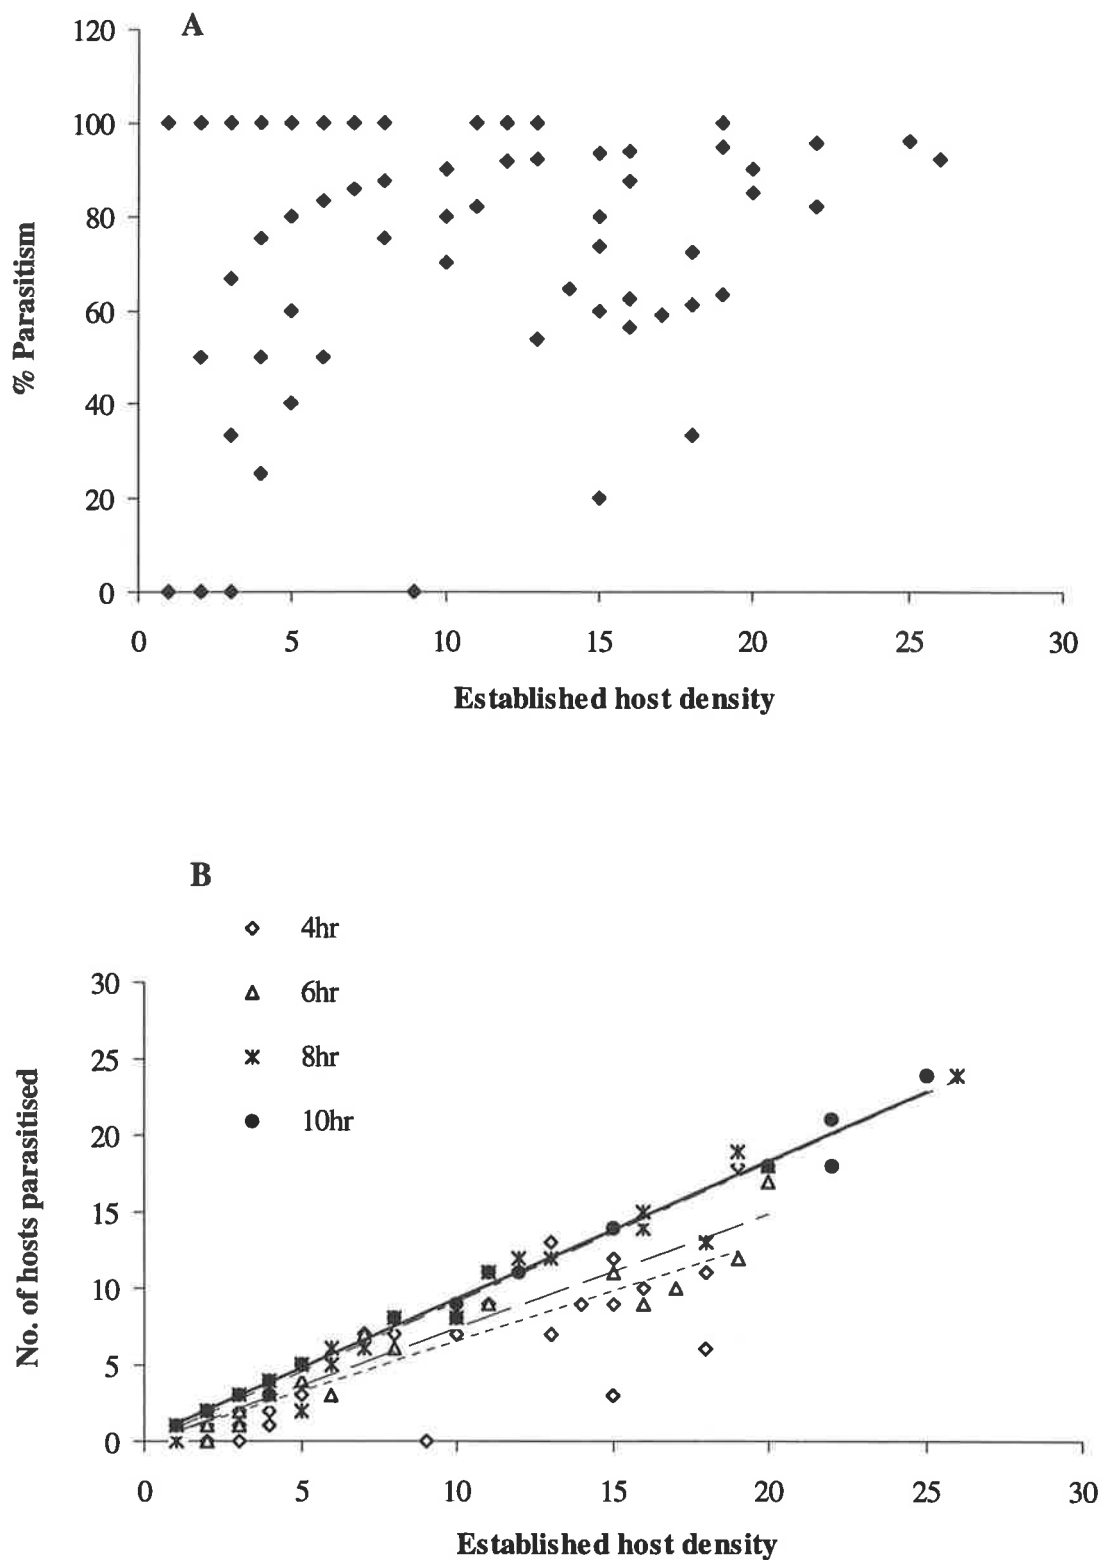 A
120
100
80
60
40
20
0
% Parasitism
0 5 10 15 20 25 30
Established host density
B
4hr
6hr
8hr
10hr
30
25
20
15
10
5
0
No. of hosts parasitised
0 5 10 15 20 25 30
Established host density